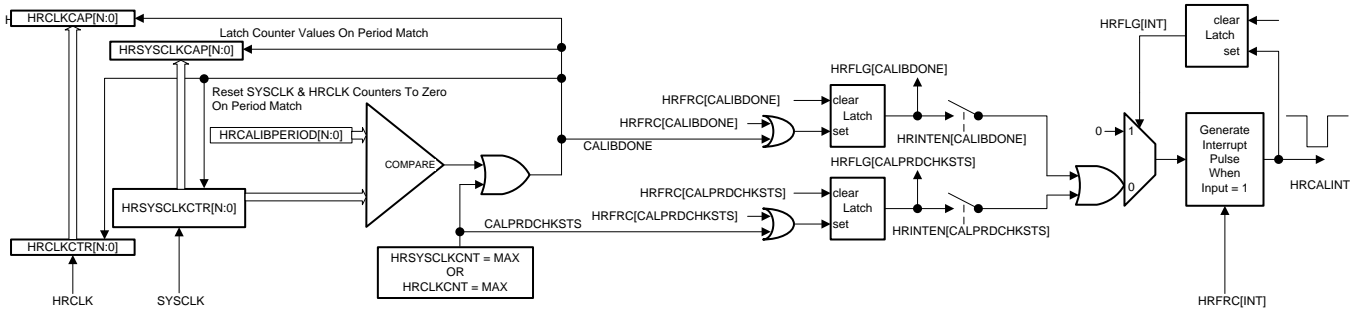 HRCLKCAP[N:0]
Latch Counter Values On Period Match
HRSYSCLKCAP[N:0]
Reset SYSCLK & HRCLK Counters To Zero
On Period Match
HRCALIBPERIOD[N:0]
COMPARE
HRSYSCLKCTR[N:0]
HRCLKCTR[N:0]
HRCLK
SYSCLK
CALIBDONE
CALPRDCHKSTS
HRSYSCLKCNT = MAX
OR
HRCLKCNT = MAX
HRFLG[CALIBDONE]
HRFRC[CALIBDONE]
HRFRC[CALIBDONE]
clear
Latch
set
HRINTEN[CALIBDONE]
HRFLG[CALPRDCHKSTS]
HRFRC[CALPRDCHKSTS]
HRFRC[CALPRDCHKSTS]
clear
Latch
set
HRINTEN[CALPRDCHKSTS]
HRFLG[INT]
clear
Latch
set
0
1
0
Generate
Interrupt
Pulse
When
Input = 1
HRCALINT
HRFRC[INT]